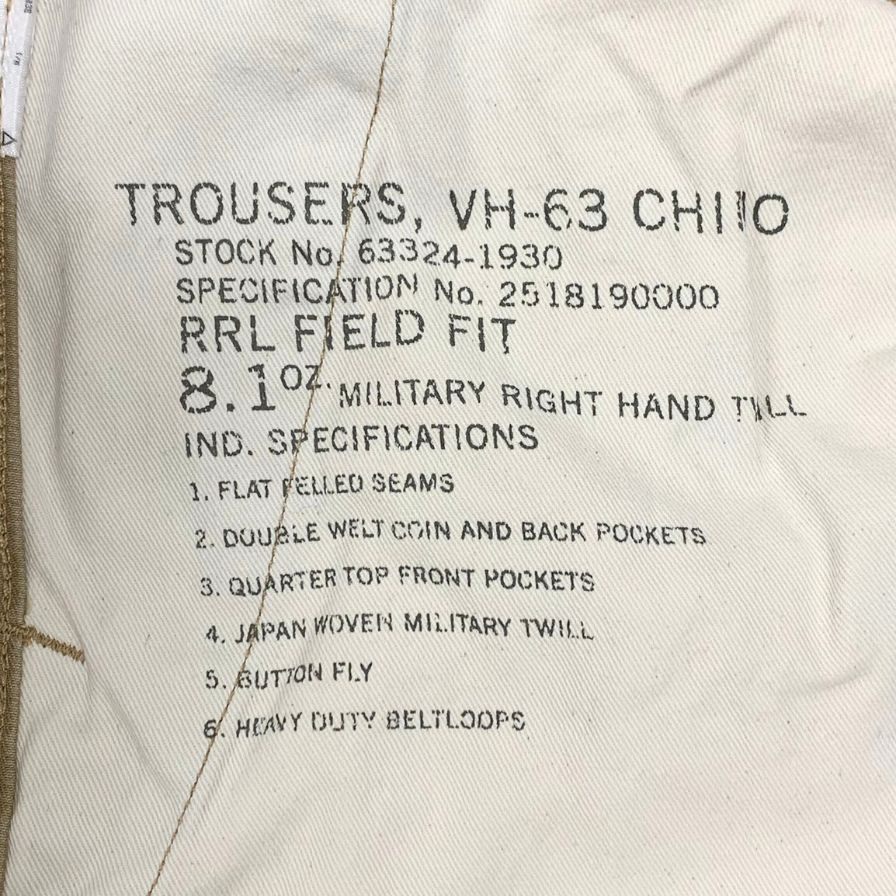 TROUSERS, VH-63 CHINO
STOCK No. 63324-1930
SPECIFICATION No. 2518190000
RRL FIELD FIT
8.1 OZ. MILITARY RIGHT HAND TWILL
IND. SPECIFICATIONS
1. FLAT FELLED SEAMS
2. DOUBLE WELT COIN AND BACK POCKETS
3. QUARTER TOP FRONT POCKETS
4. JAPAN WOVEN MILITARY TWILL
5. BUTTON FLY
6. HEAVY DUTY BELTLOOPS